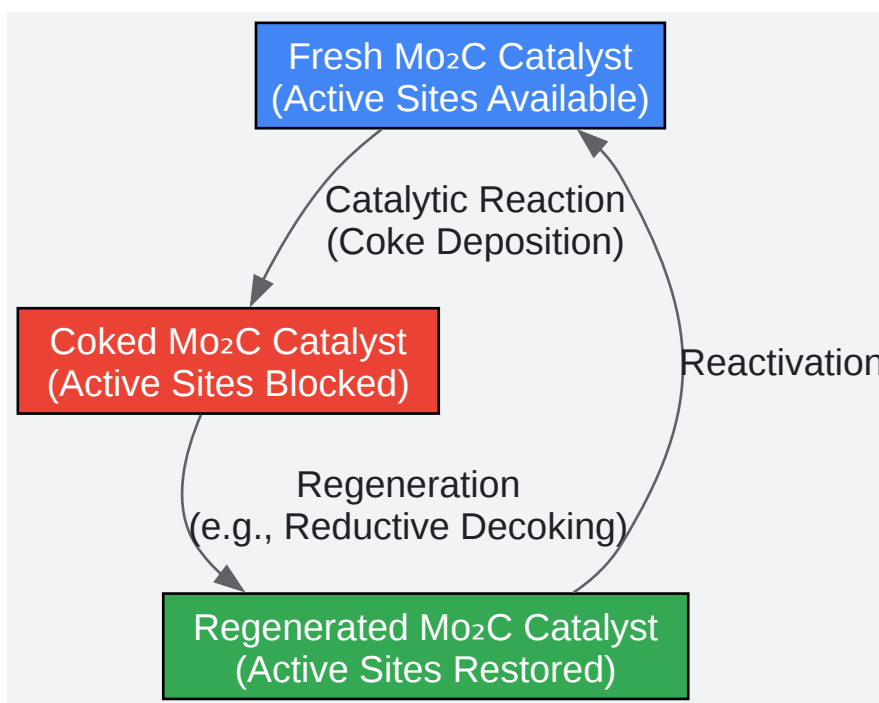 Fresh Mo₂C Catalyst
(Active Sites Available)
Catalytic Reaction
(Coke Deposition)
Coked Mo₂C Catalyst
(Active Sites Blocked)
Reactivation
Regeneration
(e.g., Reductive Decoking)
Regenerated Mo₂C Catalyst
(Active Sites Restored)